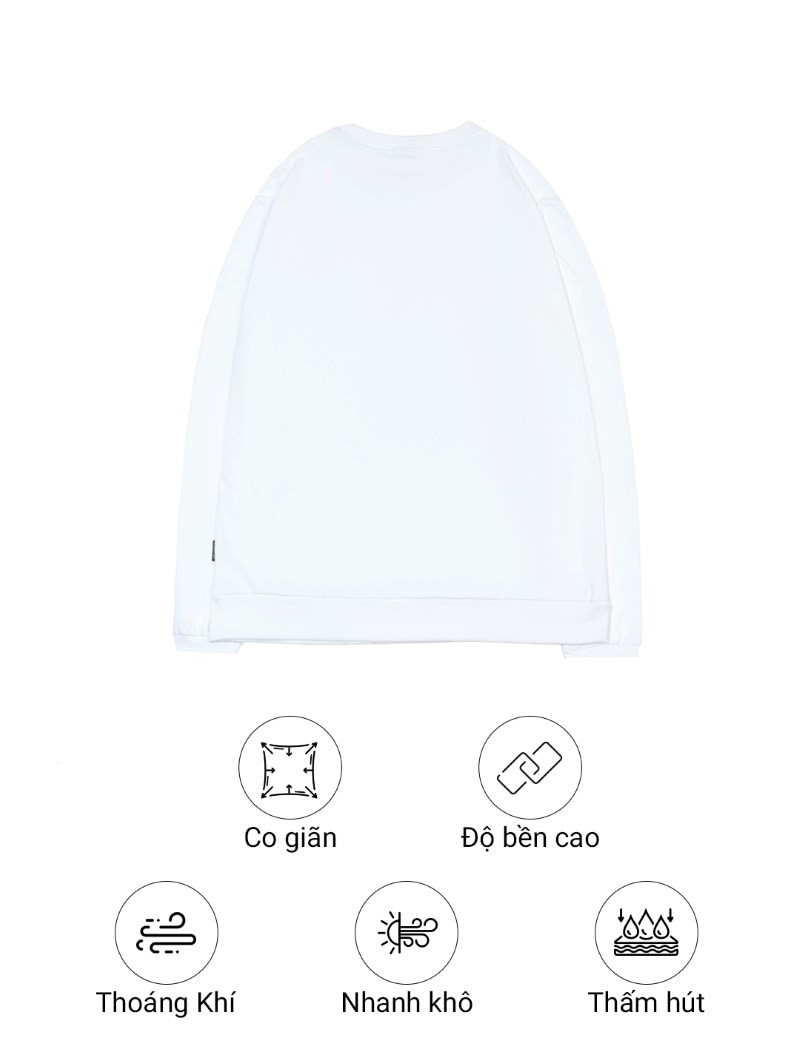 Co giãn
Độ bền cao
Thoáng Khí
Nhanh khô
Thấm hút